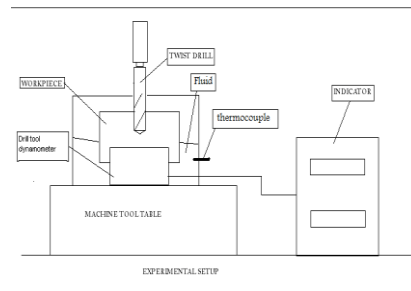 TWIST DRILL
Fluid
WORKPIECE
INDICATOR
thermocouple
Drill tool
dynamometer
MACHINE TOOL TABLE
EXPERIMENTAL SETUP